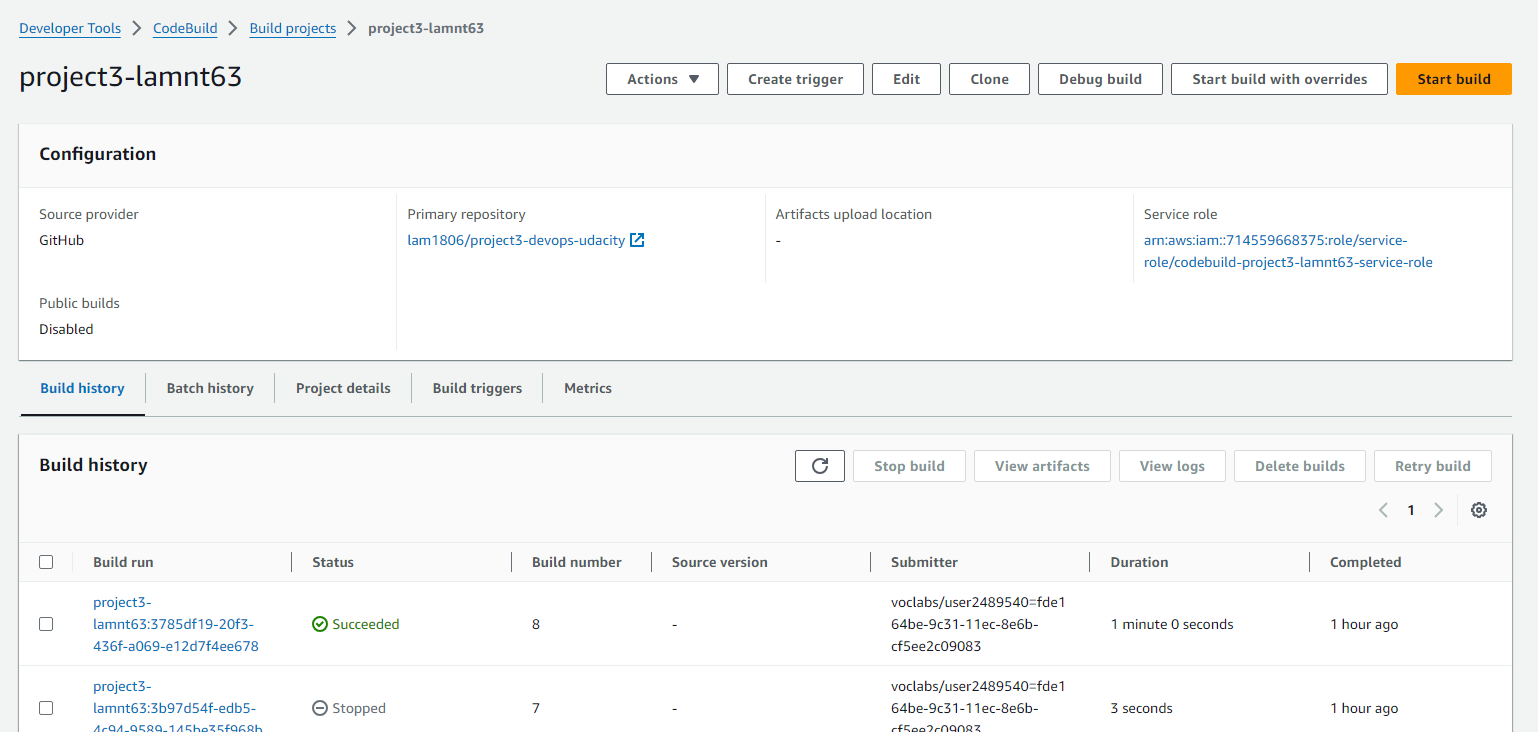 Developer Tools > CodeBuild > Build projects > project3-lamnt63
project3-lamnt63
Actions ▼ Create trigger Edit Clone Debug build Start build with overrides Start build
Configuration
Source provider
GitHub
Primary repository
lam1806/project3-devops-udacity
Artifacts upload location
-
Service role
arn:aws:iam::714559668375:role/service-
role/codebuild-project3-lamnt63-service-role
Public builds
Disabled
Build history Batch history Project details Build triggers Metrics
Build history
Stop build View artifacts View logs Delete builds Retry build
< 1 >
Build run Status Build number Source version Submitter Duration Completed
project3-
lamnt63:3785df19-20f3-
436f-a069-e12d7f4ee678
Succeeded
8
-
voclabs/user2489540=fde1
64be-9c31-11ec-8e6b-
cf5ee2c09083
1 minute 0 seconds
1 hour ago
project3-
lamnt63:3b97d54f-edb5-
4c94-9589-145be35f968b
Stopped
7
-
voclabs/user2489540=fde1
64be-9c31-11ec-8e6b-
cf5ee2c09083
3 seconds
1 hour ago